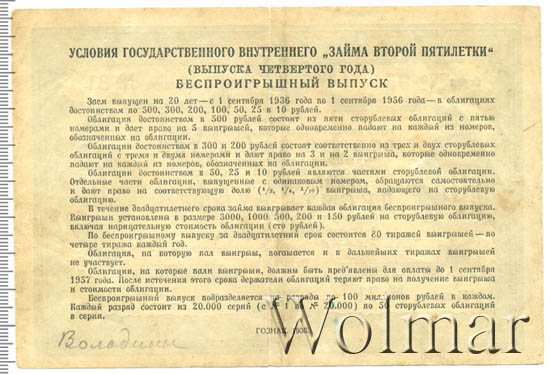 УСЛОВИЯ ГОСУДАРСТВЕННОГО ВНУТРЕННЕГО „ЗАЙМА ВТОРОЙ ПЯТИЛЕТКИ“
(ВЫПУСКА ЧЕТВЕРТОГО ГОДА)
БЕСПРОИГРЫШНЫЙ ВЫПУСК
Заем выпущен на 20 лет—с 1 сентября 1936 года по 1 сентября 1956 года—в облигациях
достоинством по 500, 300, 200, 100, 50, 25 и 10 рублей.
Облигация достоинством в 500 рублей состоит из пяти сторублевых облигаций с пятью
номерами и дает право на 5 выигрышей, которые одновременно падают на каждый из номеров,
обозначенных на облигации.
Облигации достоинством в 300 и 200 рублей состоят соответственно из трех и двух сторублевых
облигаций с тремя и двумя номерами и дают право на 3 и на 2 выигрыша, которые одновременно
падают на каждый из номеров, обозначенных на облигации.
Облигации достоинством в 50, 25 и 10 рублей являются частями сторублевой облигации.
Отдельные части облигации, выпущенные с одинаковым номером, обращаются самостоятельно
и дают право на соответствующую долю (¹/₂, ¹/₄, ¹/₁₀) выигрыша, падающего на сторублевую
облигацию.
В течение двадцатилетнего срока займа выигрывает каждая облигация беспроигрышного выпуска.
Выигрыши установлены в размере 3000, 1000, 500, 200 и 150 рублей на сторублевую облигацию,
включая нарицательную стоимость облигации (сто рублей).
По беспроигрышному выпуску за двадцатилетний срок состоится 80 тиражей выигрышей—по
четыре тиража каждый год.
Облигация, на которую пал выигрыш, погашается и в дальнейших тиражах выигрышей
не участвует.
Облигации, на которые пали выигрыши, должны быть пред'явлены для оплаты до 1 сентября
1957 года. После истечения этого срока держатели облигаций теряют право на получение выигрыша
и стоимости облигации.
Беспроигрышный выпуск подразделяется на разряды по 100 миллионов рублей в каждом.
Каждый разряд состоит из 20.000 серий (с № 1 по № 20.000) по 50 сторублевых облигаций
в серии.
ГОЗНАК. 1936.
Wolmar